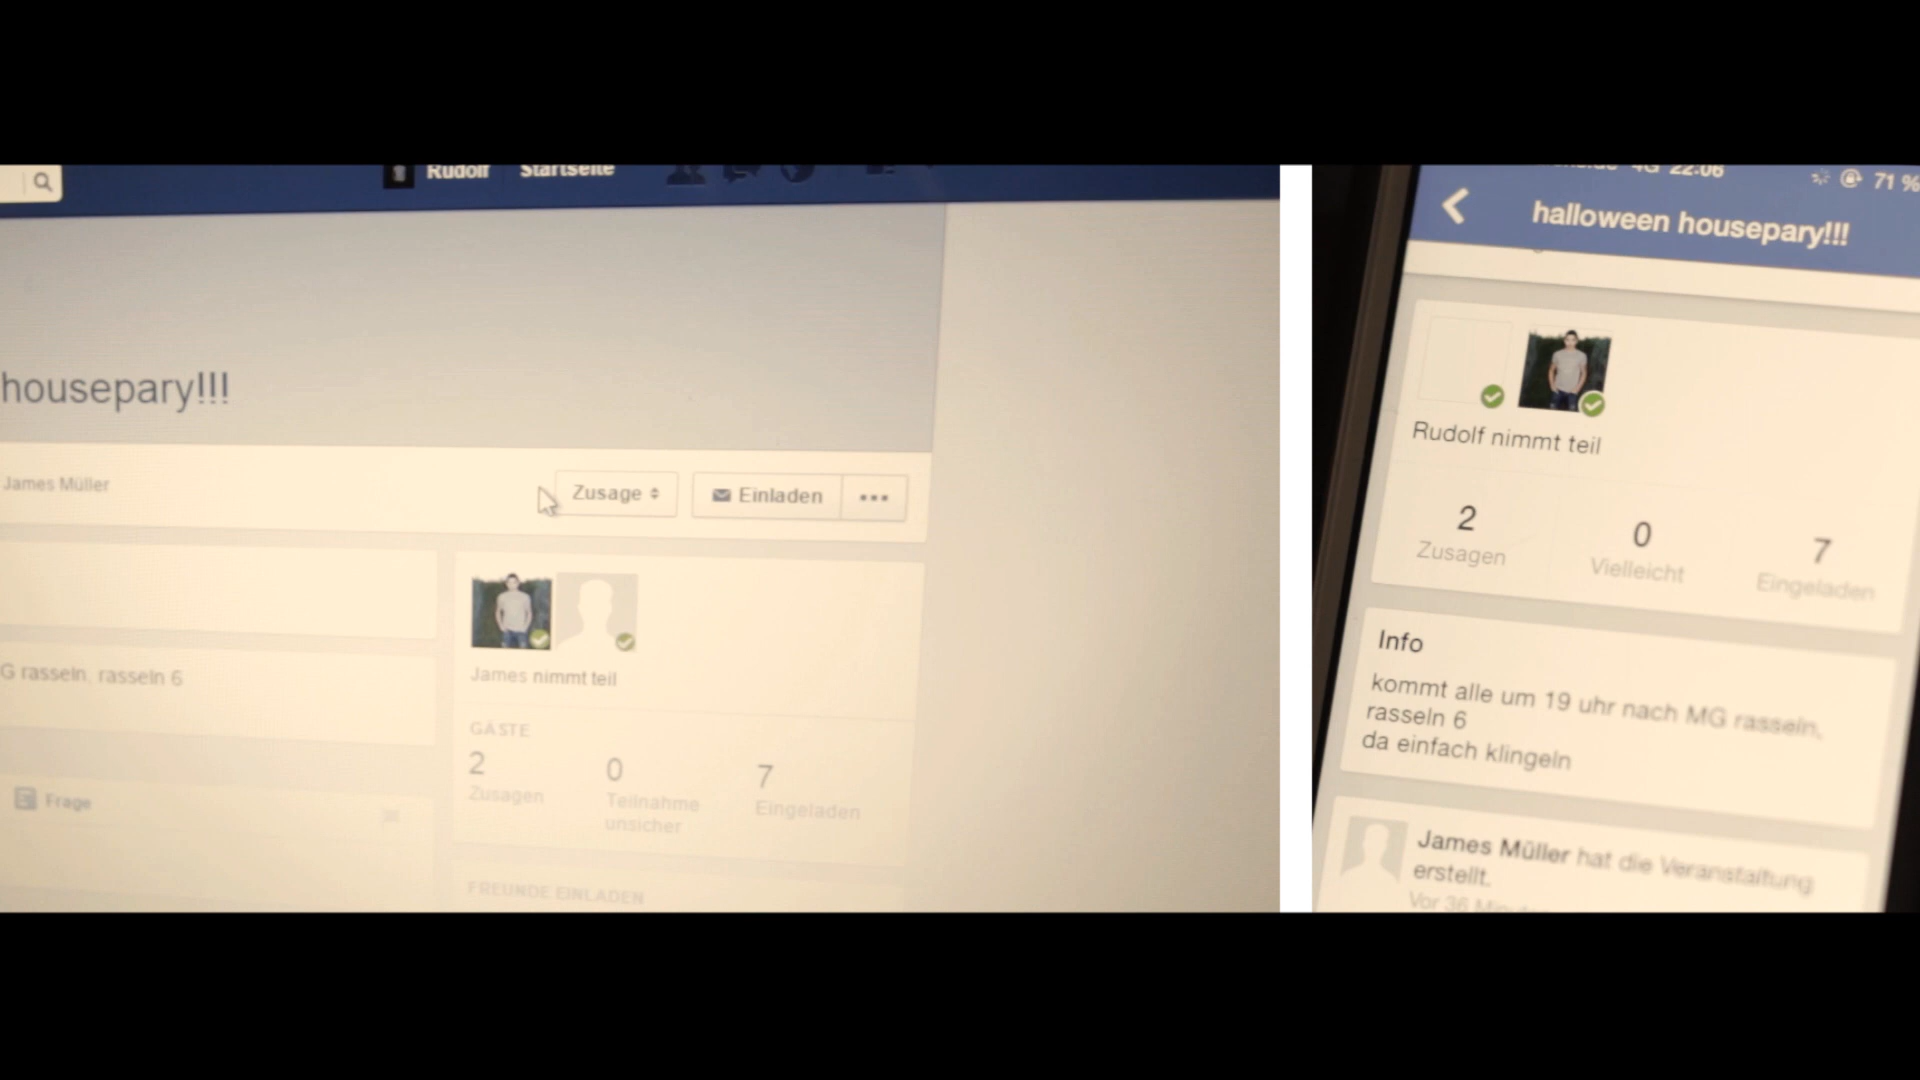 Rudolf Startseite
housepary!!!
James Müller
Zusage
Einladen
G rasseln, rasseln 6
James nimmt teil
GÄSTE
2
0
7
Zusagen
Teilnahme
unsicher
Eingeladen
Frage
FREUNDE EINLADEN
4G 22:06
71 %
halloween housepary!!!
Rudolf nimmt teil
2
0
7
Zusagen
Vielleicht
Eingeladen
Info
kommt alle um 19 uhr nach MG rasseln,
rasseln 6
da einfach klingeln
James Müller hat die Veranstaltung
erstellt.
Vor 36